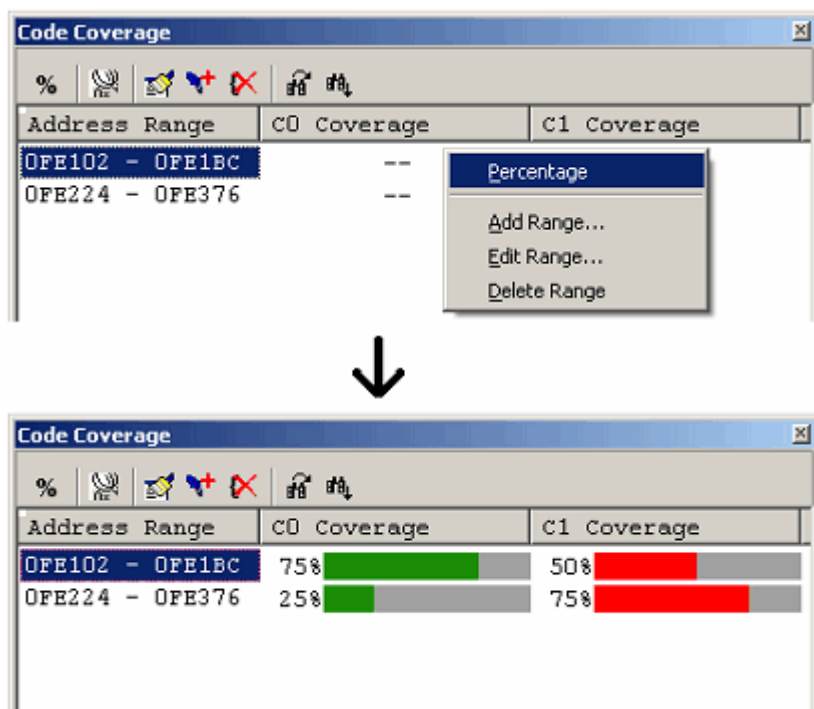 Code Coverage
%
Address Range C0 Coverage C1 Coverage
0FE102 - 0FE1BC --
0FE224 - 0FE376 --
Percentage
Add Range...
Edit Range...
Delete Range
Code Coverage
%
Address Range C0 Coverage C1 Coverage
0FE102 - 0FE1BC 75% 50%
0FE224 - 0FE376 25% 75%